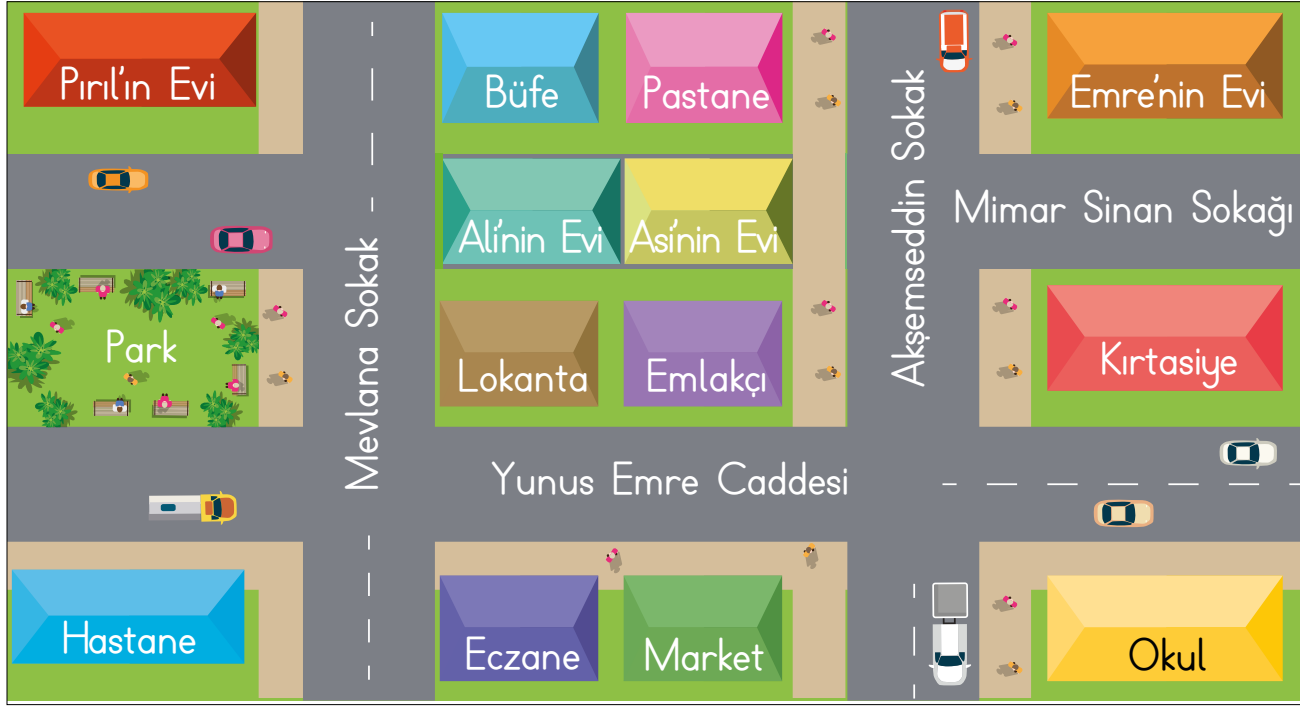 Pırıl'ın Evi
Büfe
Pastane
Emre'nin Evi
Ali'nin Evi
Asi'nin Evi
Mimar Sinan Sokağı
Mevlana Sokak
Akşemseddin Sokak
Park
Lokanta
Emlakçı
Kırtasiye
Yunus Emre Caddesi
Hastane
Eczane
Market
Okul